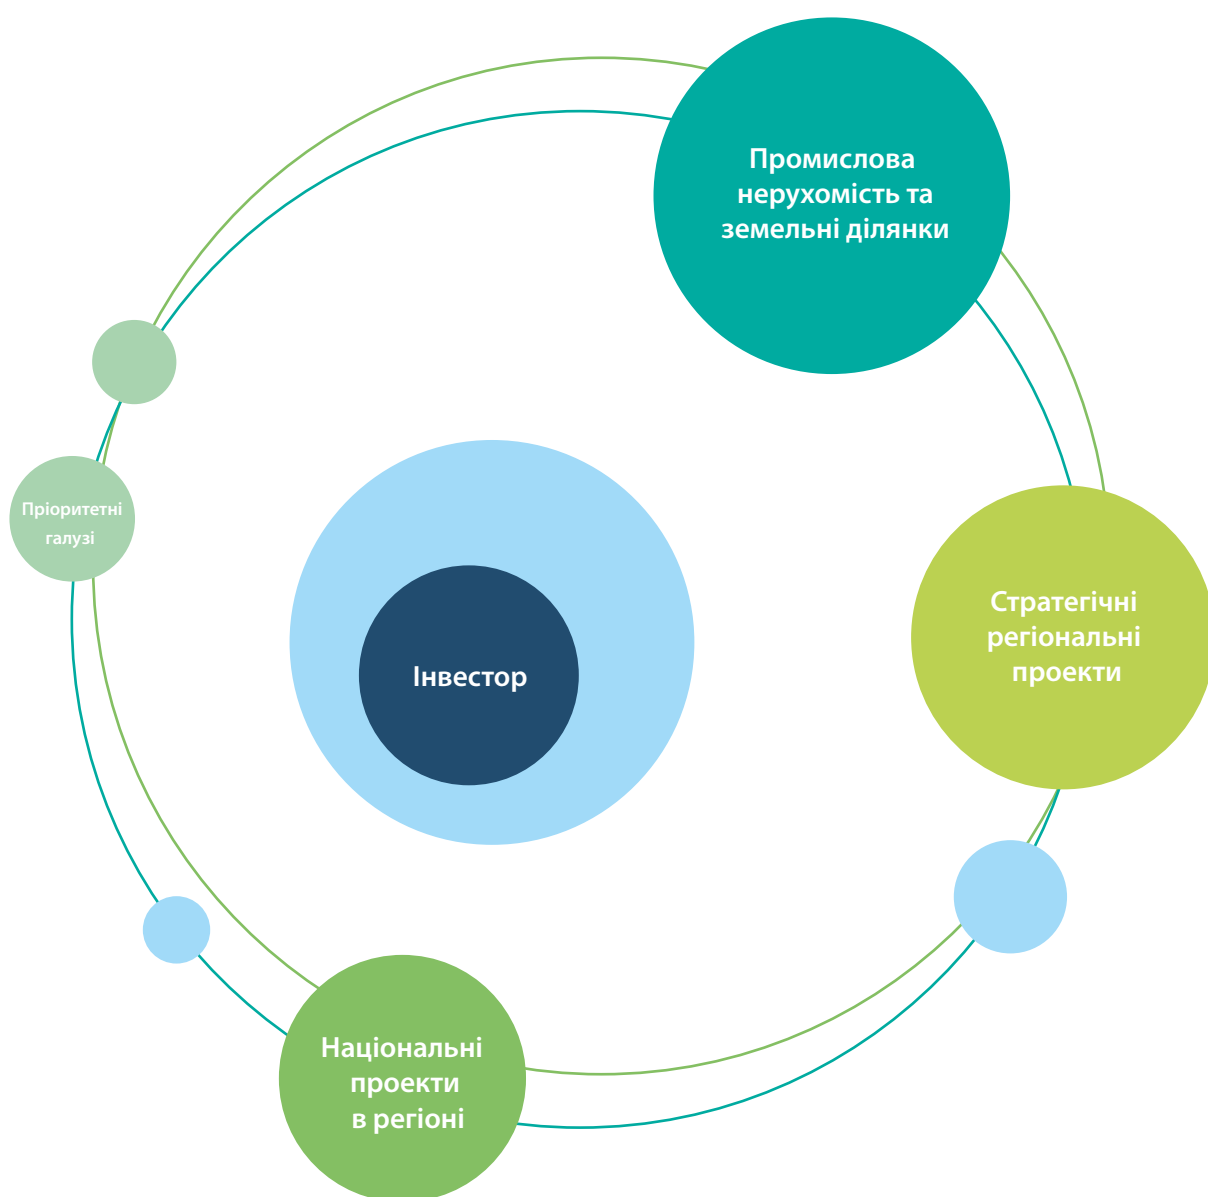 Промислова
нерухомість та
земельні ділянки
Пріоритетні
галузі
Стратегічні
регіональні
проекти
Інвестор
Національні
проекти
в регіоні